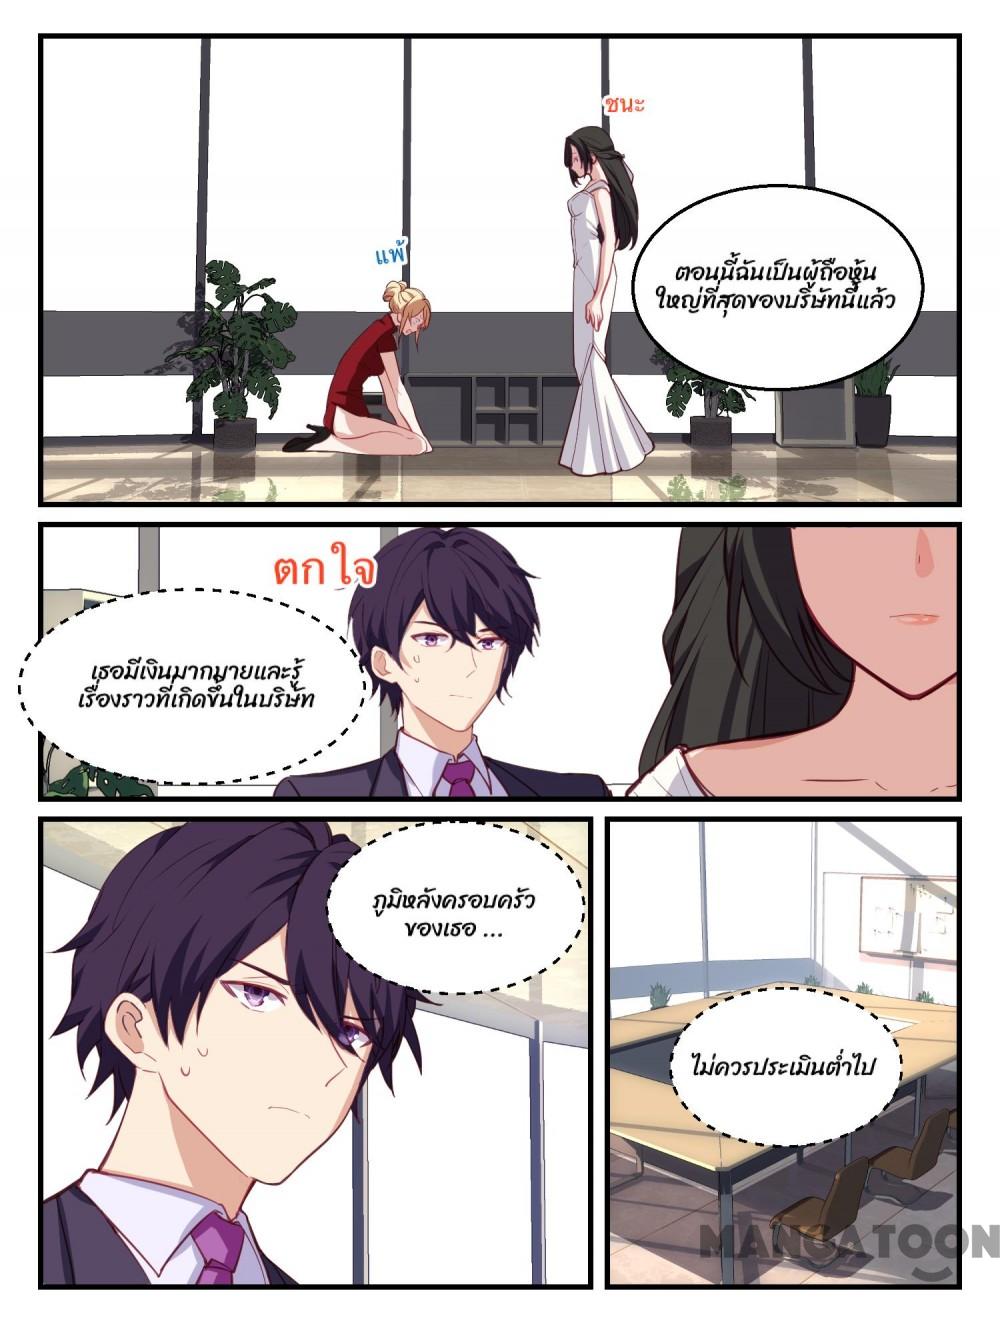 ชนะ
แพ้
ตอนนี้ฉันเป็นผู้ถือหุ้น
ใหญ่ที่สุดของบริษัทนี้แล้ว
ตกใจ
เธอมีเงินมากมายและรู้
เรื่องราวที่เกิดขึ้นในบริษัท
ภูมิหลังครอบครัว
ของเธอ ...
ไม่ควรประเมินต่ำไป
MANGATOON